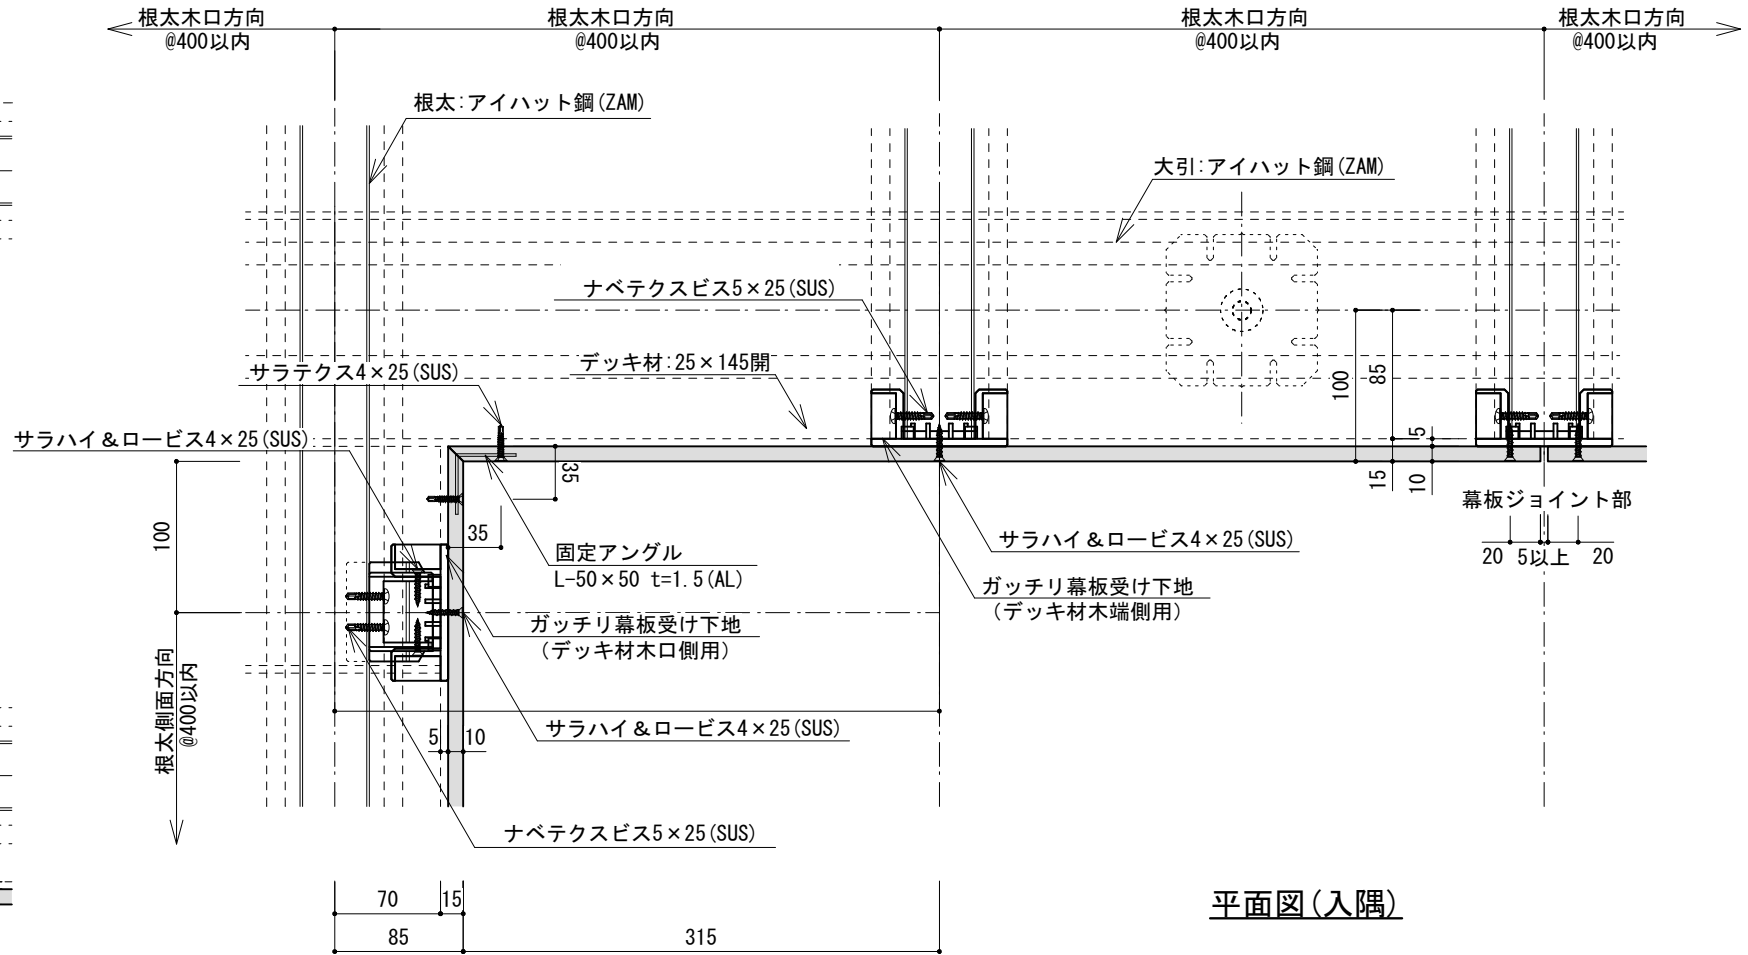 根太木口方向
@400以内
根太木口方向
@400以内
根太木口方向
@400以内
根太木口方向
@400以内
根太:アイハット鋼(ZAM)
大引:アイハット鋼(ZAM)
ナベテクスビス5×25(SUS)
デッキ材:25×145開
サラテクス4×25(SUS)
サラハイ&ロービス4×25(SUS)
100
85
5
15
10
35
35
100
幕板ジョイント部
20
5以上
20
サラハイ&ロービス4×25(SUS)
固定アングル
L-50×50 t=1.5(AL)
ガッチリ幕板受け下地
(デッキ材木端側用)
ガッチリ幕板受け下地
(デッキ材木口側用)
根太側面方向
@400以内
サラハイ&ロービス4×25(SUS)
5
10
ナベテクスビス5×25(SUS)
70
15
85
315
平面図(入隅)